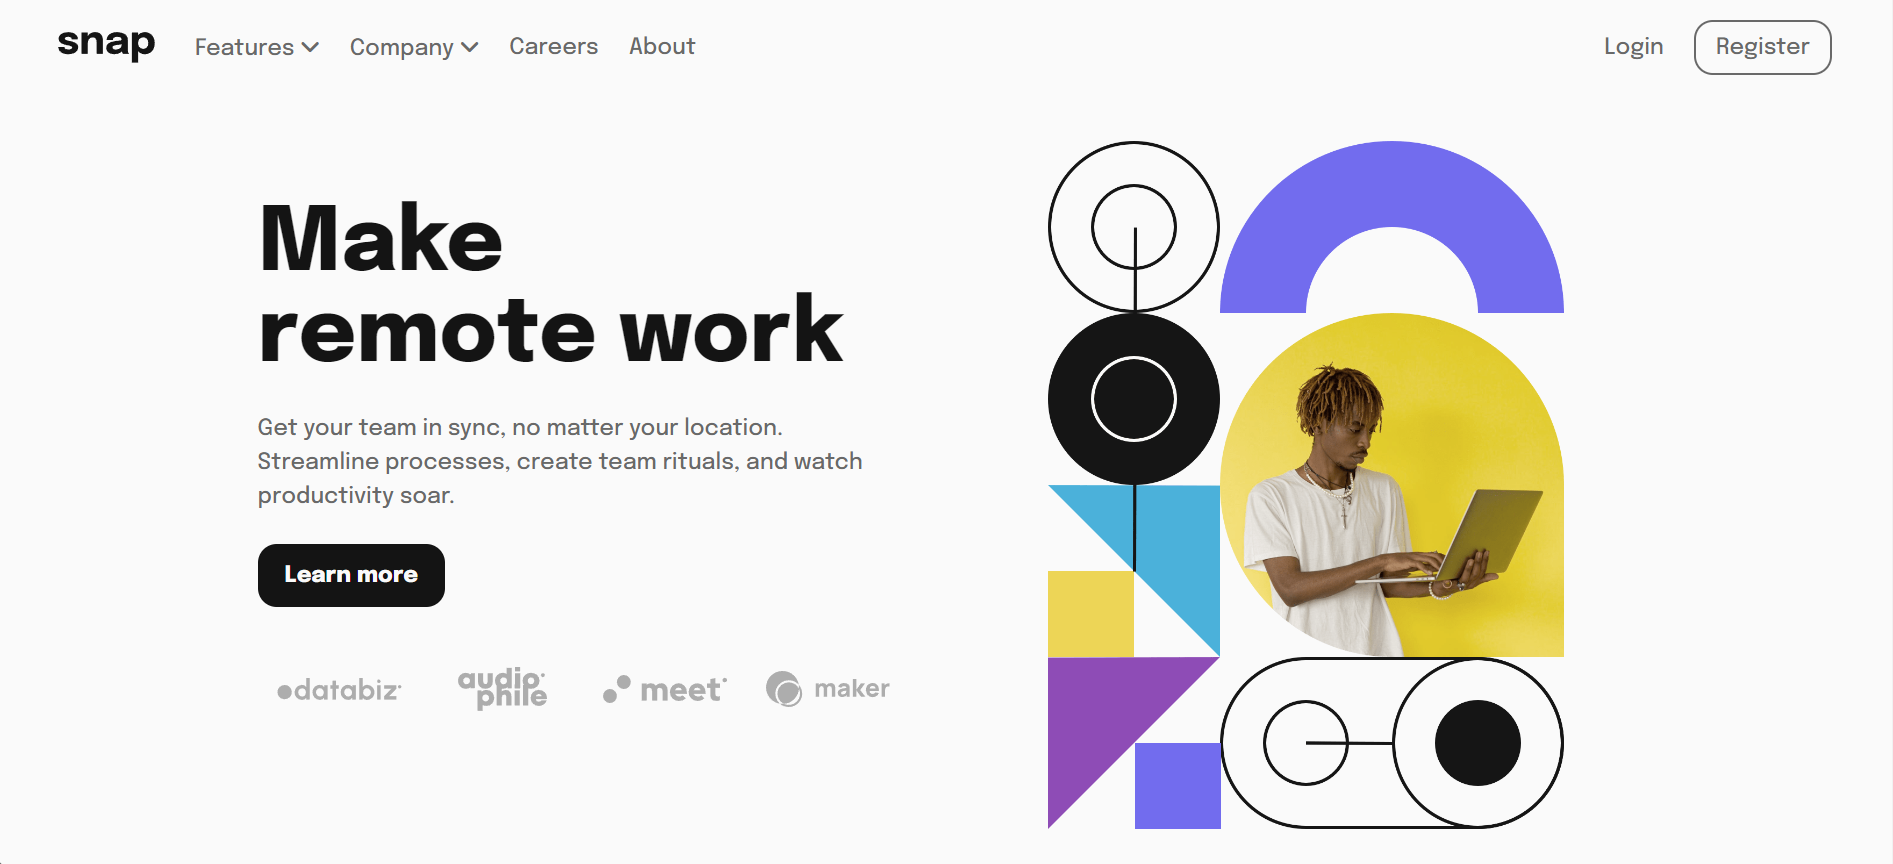 snap
Features
Company
Careers
About
Login
Register
Make
remote work
Get your team in sync, no matter your location.
Streamline processes, create team rituals, and watch
productivity soar.
Learn more
databiz
audio
phile
meet
maker